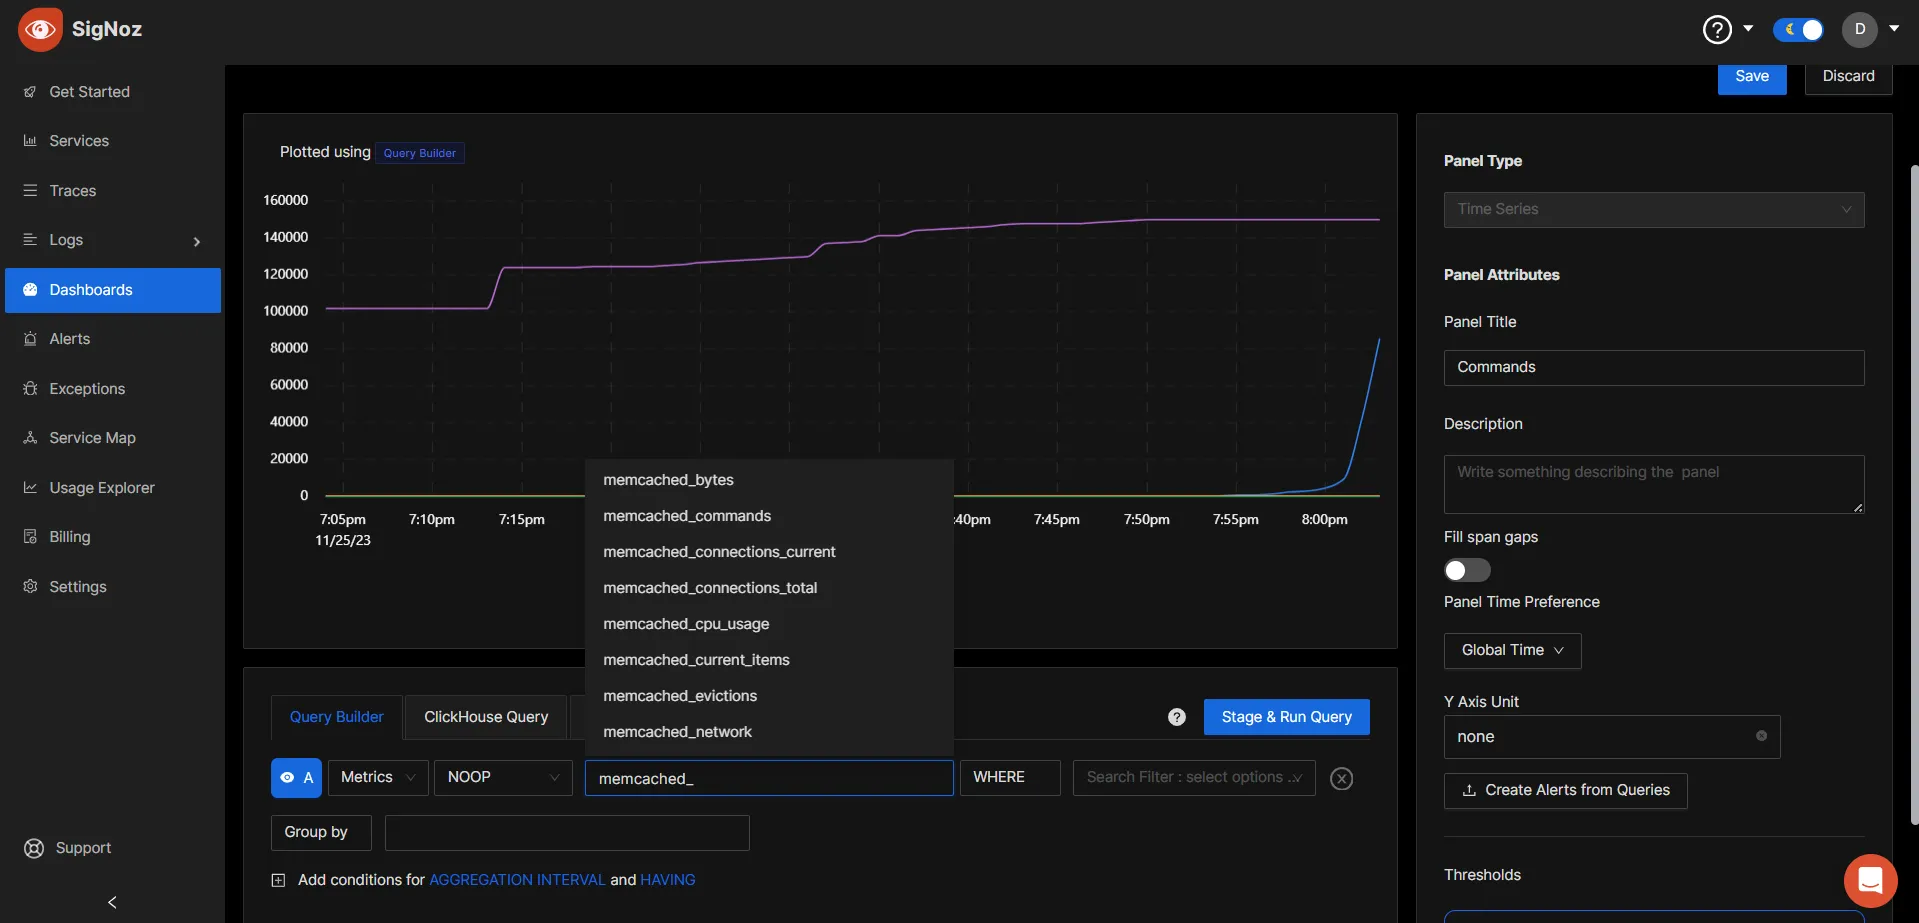 SigNoz
?
D
Get Started
Services
Traces
Logs
Dashboards
Alerts
Exceptions
Service Map
Usage Explorer
Billing
Settings
Support
Save
Discard
Plotted using Query Builder
160000
140000
120000
100000
80000
60000
40000
20000
0
7:05pm 7:10pm 7:15pm :40pm 7:45pm 7:50pm 7:55pm 8:00pm
11/25/23
memcached_bytes
memcached_commands
memcached_connections_current
memcached_connections_total
memcached_cpu_usage
memcached_current_items
memcached_evictions
memcached_network
Query Builder
ClickHouse Query
?
Stage & Run Query
A
Metrics
NOOP
memcached_
WHERE
Search Filter : select options ..
Group by
Add conditions for AGGREGATION INTERVAL and HAVING
Panel Type
Time Series
Panel Attributes
Panel Title
Commands
Description
Write something describing the panel
Fill span gaps
Panel Time Preference
Global Time
Y Axis Unit
none
Create Alerts from Queries
Thresholds